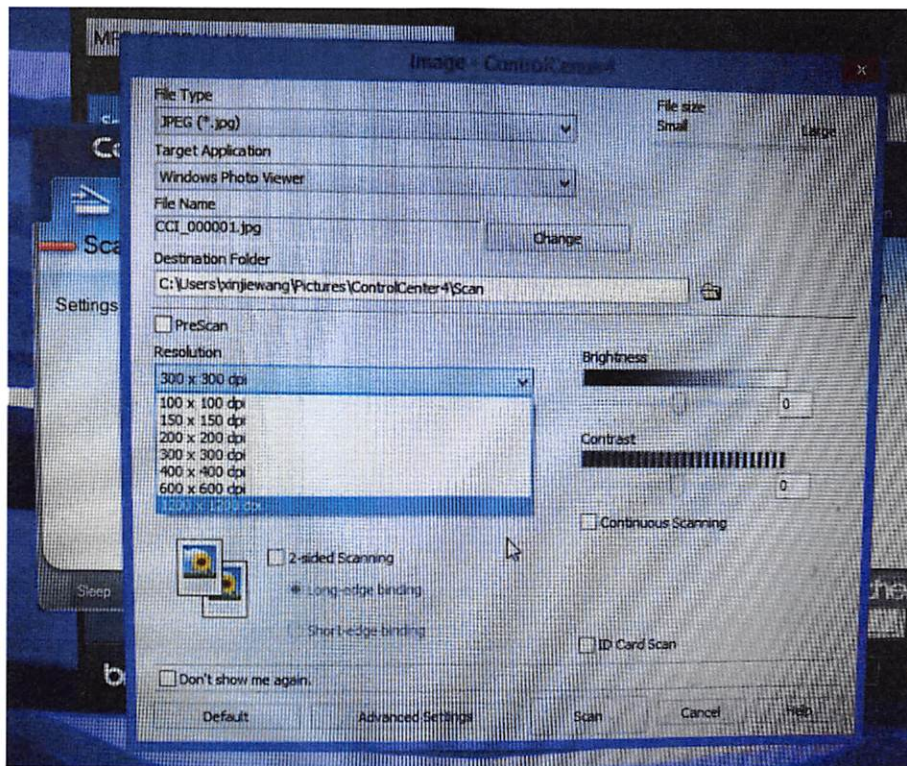 Image - ControlCenter4
x
File Type
JPEG (*.jpg)
File size
Small
Large
Target Application
Windows Photo Viewer
File Name
CCI_000001.jpg
Change
Destination Folder
C:\Users\xinjiewang\Pictures\ControlCenter4\Scan
Settings
PreScan
Resolution
300 x 300 dpi
100 x 100 dpi
150 x 150 dpi
200 x 200 dpi
300 x 300 dpi
400 x 400 dpi
600 x 600 dpi
1200 x 1200 dpi
Brightness
0
Contrast
0
Continuous Scanning
2-sided Scanning
Long-edge binding
Short-edge binding
Sleep
ID Card Scan
Don't show me again.
Default
Advanced Settings
Scan
Cancel
Help